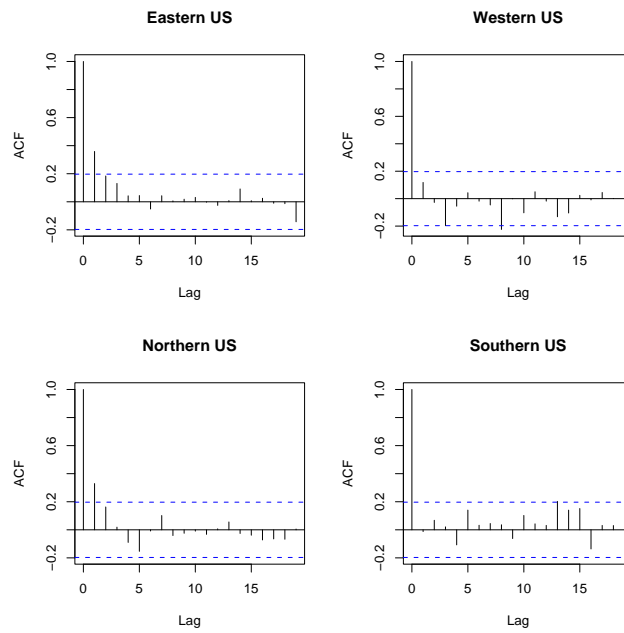 Eastern US
ACF
1.0
0.6
0.2
−0.2
0 5 10 15
Lag
Western US
ACF
1.0
0.6
0.2
−0.2
0 5 10 15
Lag
Northern US
ACF
1.0
0.6
0.2
−0.2
0 5 10 15
Lag
Southern US
ACF
1.0
0.6
0.2
−0.2
0 5 10 15
Lag